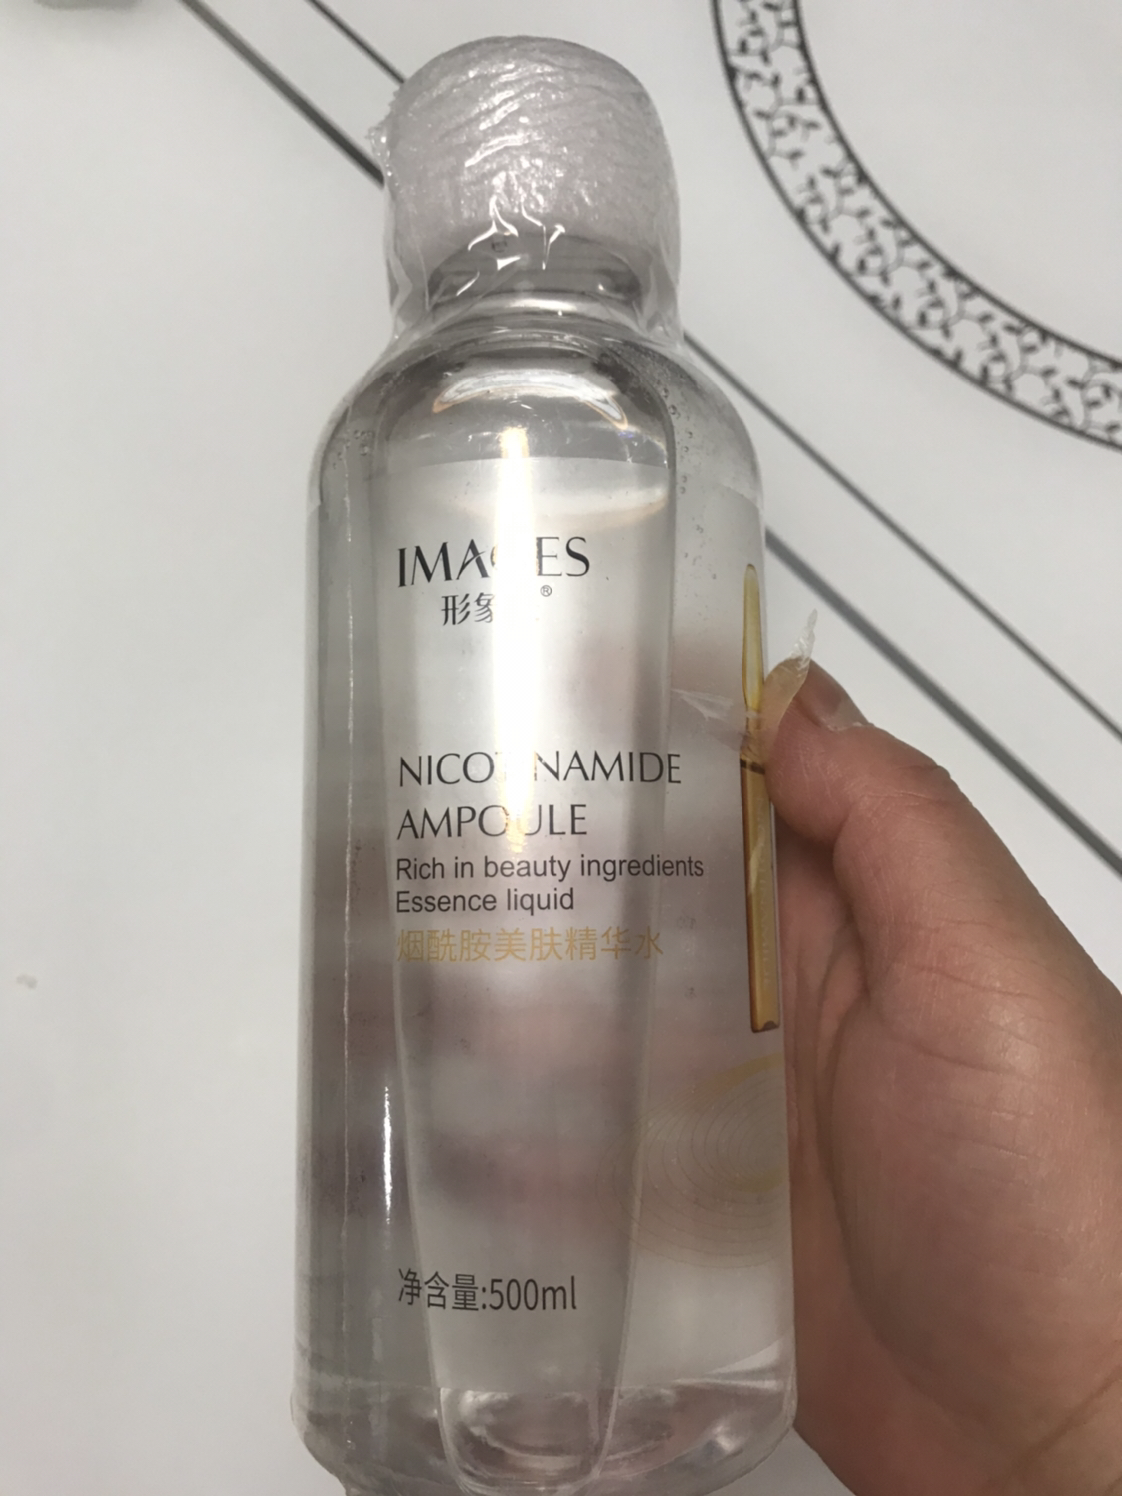 IMAGES
形象美®
NICOTINAMIDE
AMPOULE
Rich in beauty ingredients
Essence liquid
烟酰胺美肤精华水
净含量:500ml